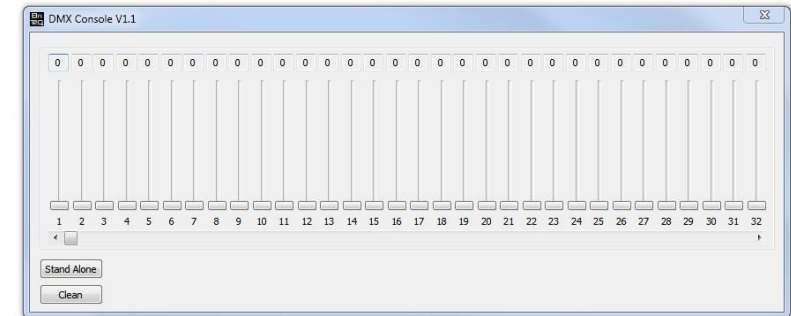 Briteq DMX Console V1.1
0 0 0 0 0 0 0 0 0 0 0 0 0 0 0 0 0 0 0 0 0 0 0 0 0 0 0 0 0 0 0 0
1 2 3 4 5 6 7 8 9 10 11 12 13 14 15 16 17 18 19 20 21 22 23 24 25 26 27 28 29 30 31 32
Stand Alone
Clean